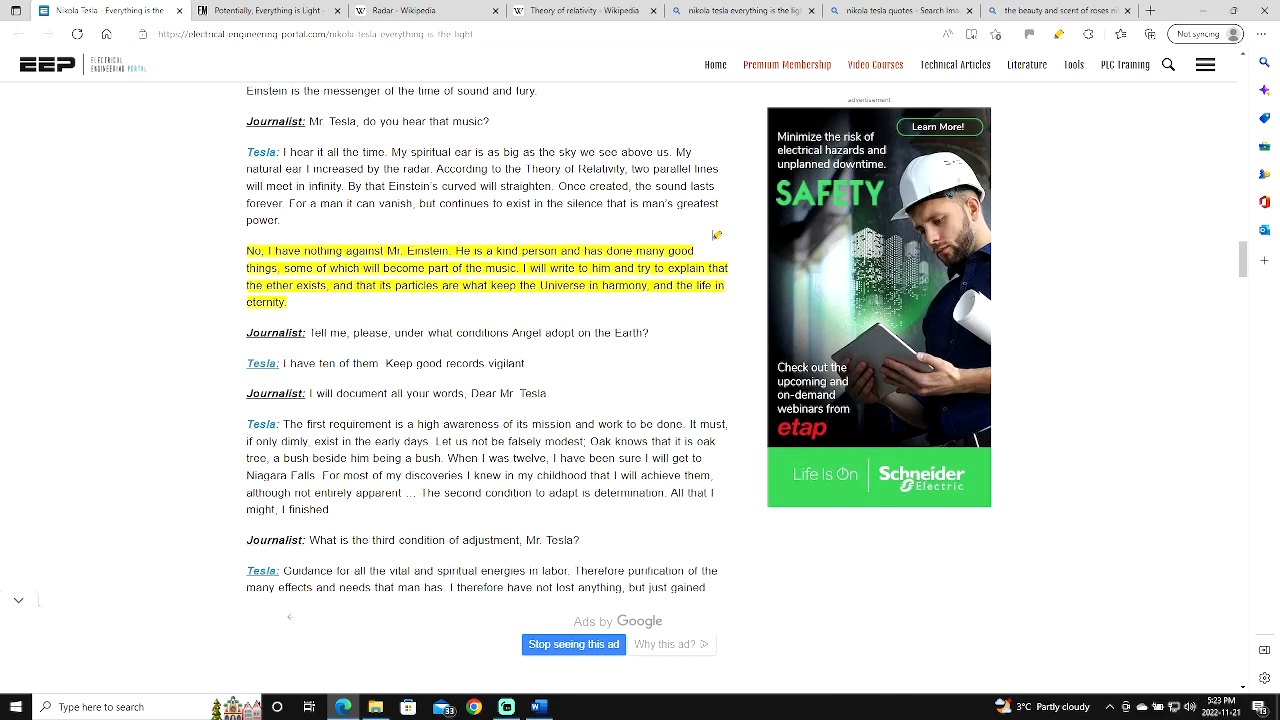 Everything is the
Everything is Light -
Radar - Wikipedia
Theory of relativity - Wikipedia
nikolas tesla and einstein -
nikolas tesla and einstein -
the beauty and serenity of sen
https://electrical-engineering-portal.com/nikola-tesla-everything-is-the-light
Not syncing
EEP
ELECTRICAL
ENGINEERING PORTAL
Home
Premium Membership
Video Courses
Technical Articles
Literature
Tools
PLC Training
Einstein is the messenger of the time of sound and fury.
Journalist: Mr. Tesla, do you hear that music?
Tesla: I hear it all the time. My spiritual ear is as big as the sky we see above us. My
natural ear I increased by the radar. According to the Theory of Relativity, two parallel lines
will meet in infinity. By that Einstein's curved will straighten. Once created, the sound lasts
forever. For a man it can vanish, but continues to exist in the silence that is man's greatest
power.
No, I have nothing against Mr. Einstein. He is a kind person and has done many good
things, some of which will become part of the music. I will write to him and try to explain that
the ether exists, and that its particles are what keep the Universe in harmony, and the life in
eternity.
Journalist: Tell me, please, under what conditions Angel adopt on the Earth?
Tesla: I have ten of them. Keep good records vigilant
Journalist: I will document all your words, Dear Mr. Tesla
Tesla: The first requirement is a high awareness of its mission and work to be done. It must,
if only dimly, exist in the early days. Let us not be falsely modest; Oak knows that it is oak
tree, a bush beside him being a bush. When I was twelve, I have been sure I will get to
Niagara Falls. For most of my discoveries I knew in my childhood that I will achieve them,
although not entirely apparent … The second condition to adapt is determination. All that I
might, I finished.
Journalist: What is the third condition of adjustment, Mr. Tesla?
Tesla: Guidance for all the vital and spiritual energies in labor. Therefore purification of the
many effects and needs that man has. I therefore have not lost anything, but just gained
advertisement
Learn More!
Minimize the risk of
electrical hazards and
unplanned downtime.
SAFETY
Check out the
upcoming and
on-demand
webinars from
etap
Life Is On
Schneider
Electric
Ads by Google
Stop seeing this ad
Why this ad?
Type here to search
3°C Partly cloudy
5:23 PM
2022-11-21